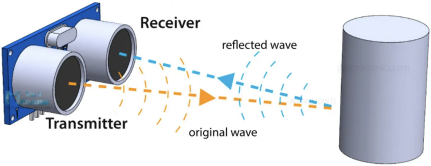 Receiver
reflected wave
Transmitter
original wave